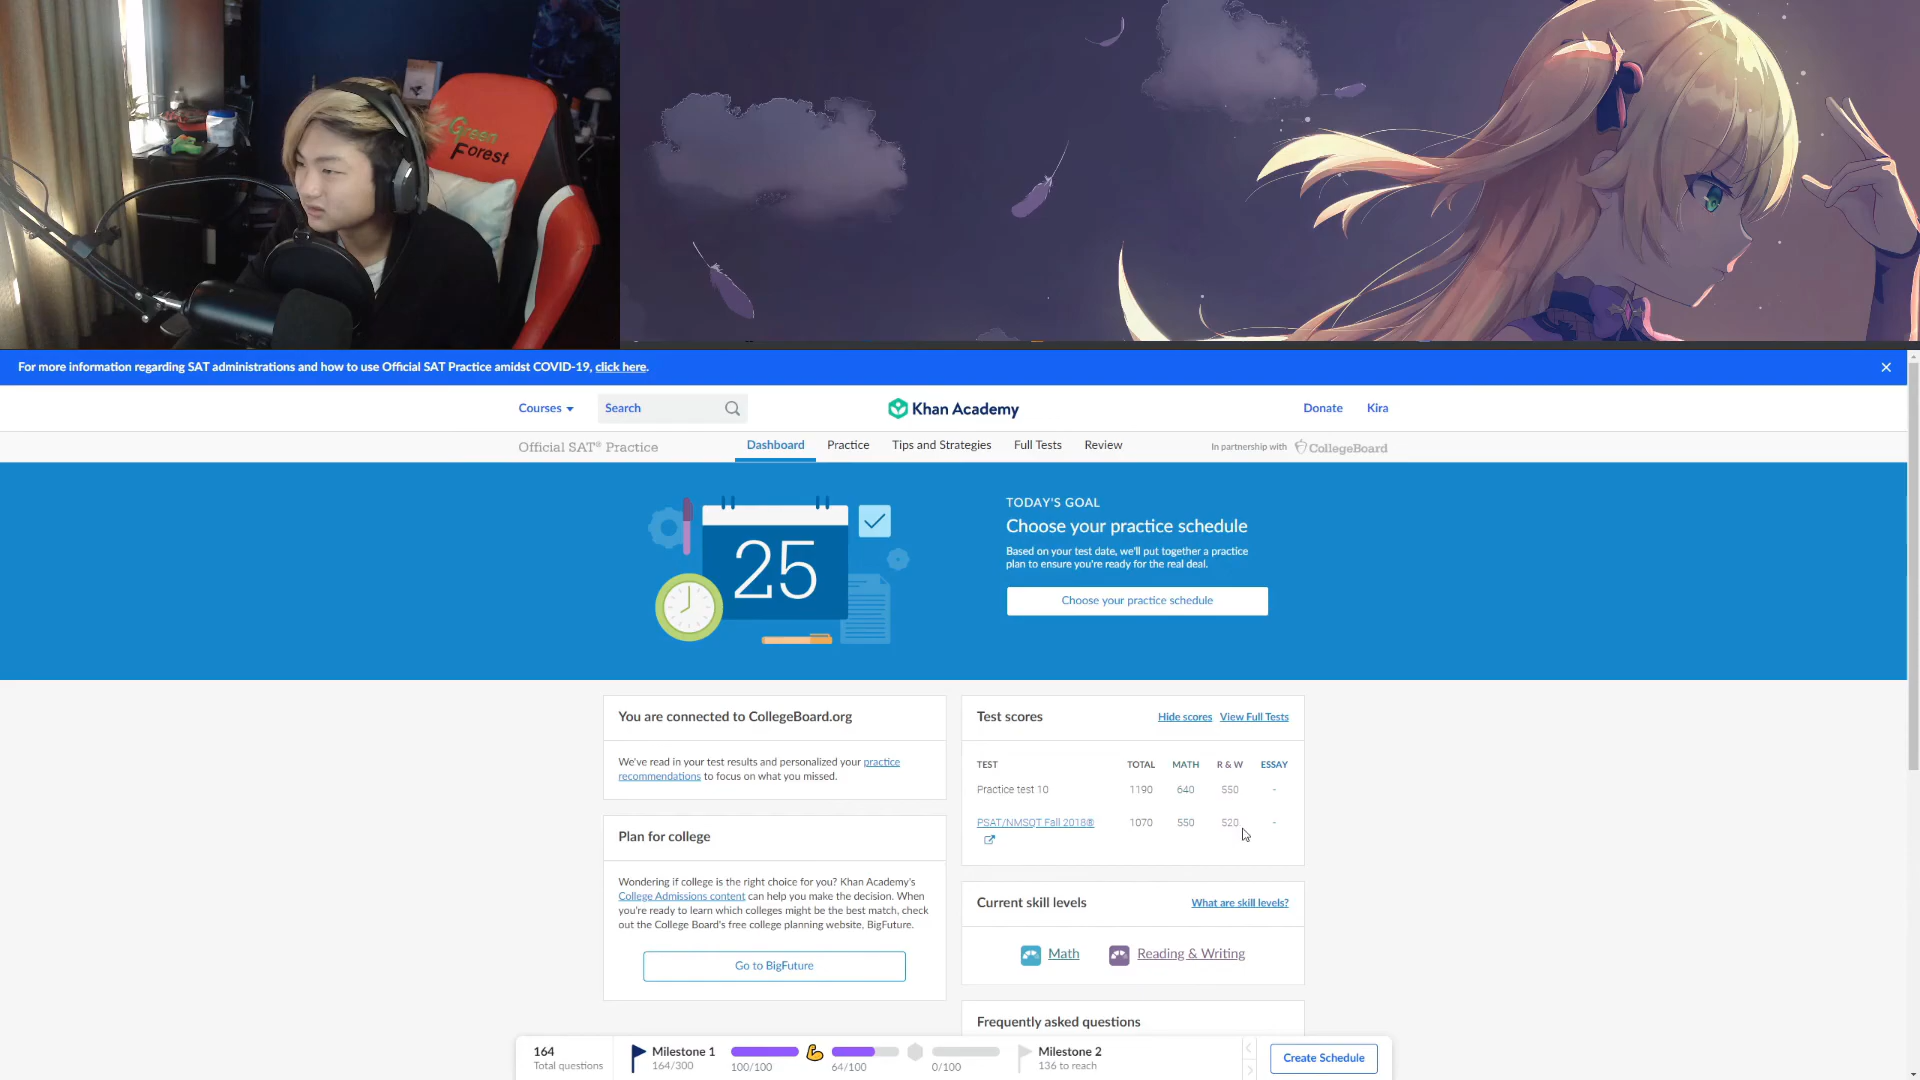 Green
Forest
For more information regarding SAT administrations and how to use Official SAT Practice amidst COVID-19, click here.
Courses
Search
Khan Academy
Donate
Kira
Official SAT® Practice
Dashboard
Practice
Tips and Strategies
Full Tests
Review
In partnership with
CollegeBoard
25
TODAY'S GOAL
Choose your practice schedule
Based on your test date, we'll put together a practice
plan to ensure you're ready for the real deal.
Choose your practice schedule
You are connected to CollegeBoard.org
We've read in your test results and personalized your practice
recommendations to focus on what you missed.
Plan for college
Wondering if college is the right choice for you? Khan Academy's
College Admissions content can help you make the decision. When
you're ready to learn which colleges might be the best match, check
out the College Board's free college planning website, BigFuture.
Go to BigFuture
Test scores
Hide scores
View Full Tests
TEST TOTAL MATH R & W ESSAY
Practice test 10 1190 640 550 -
PSAT/NMSQT Fall 2018® 1070 550 520 -
Current skill levels
What are skill levels?
Math
Reading & Writing
Frequently asked questions
164
Total questions
Milestone 1
164/300
100/100
64/100
0/100
Milestone 2
136 to reach
Create Schedule